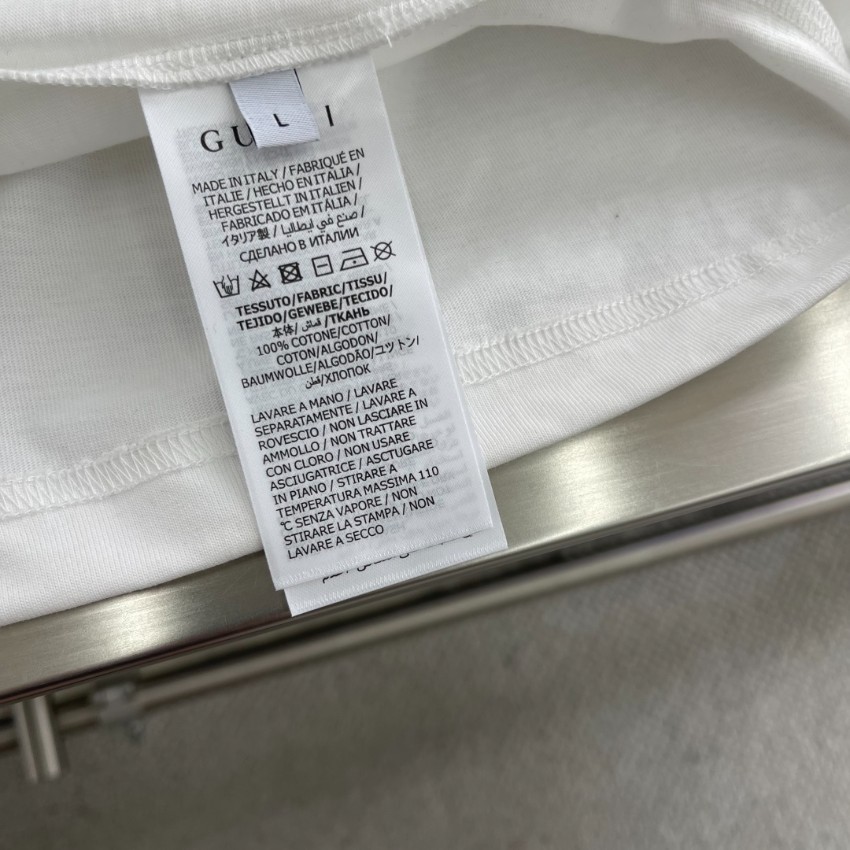 L
GU I
MADE IN ITALY / FABRIQUÉ EN
ITALIE / HECHO EN ITALIA /
HERGESTELLT IN ITALIEN /
FABRICADO EM ITÁLIA /
イタリア製 / صنع في ايطاليا /
СДЕЛАНО В ИТАЛИИ
TESSUTO/FABRIC/TISSU/
TEJIDO/GEWEBE/TECIDO/
本体/ قماش /ТКАНЬ
100% COTONE/COTTON/
COTON/ALGODON/
BAUMWOLLE/ALGODÃO/コットン/
قطن/ХЛОПОК
LAVARE A MANO / LAVARE
SEPARATAMENTE / LAVARE A
ROVESCIO / NON LASCIARE IN
AMMOLLO / NON TRATTARE
CON CLORO / NON USARE
ASCIUGATRICE / ASCTUGARE
IN PIANO / STIRARE A
TEMPERATURA MASSIMA 110
°C SENZA VAPORE / NON
STIRARE LA STAMPA / NON
LAVARE A SECCO